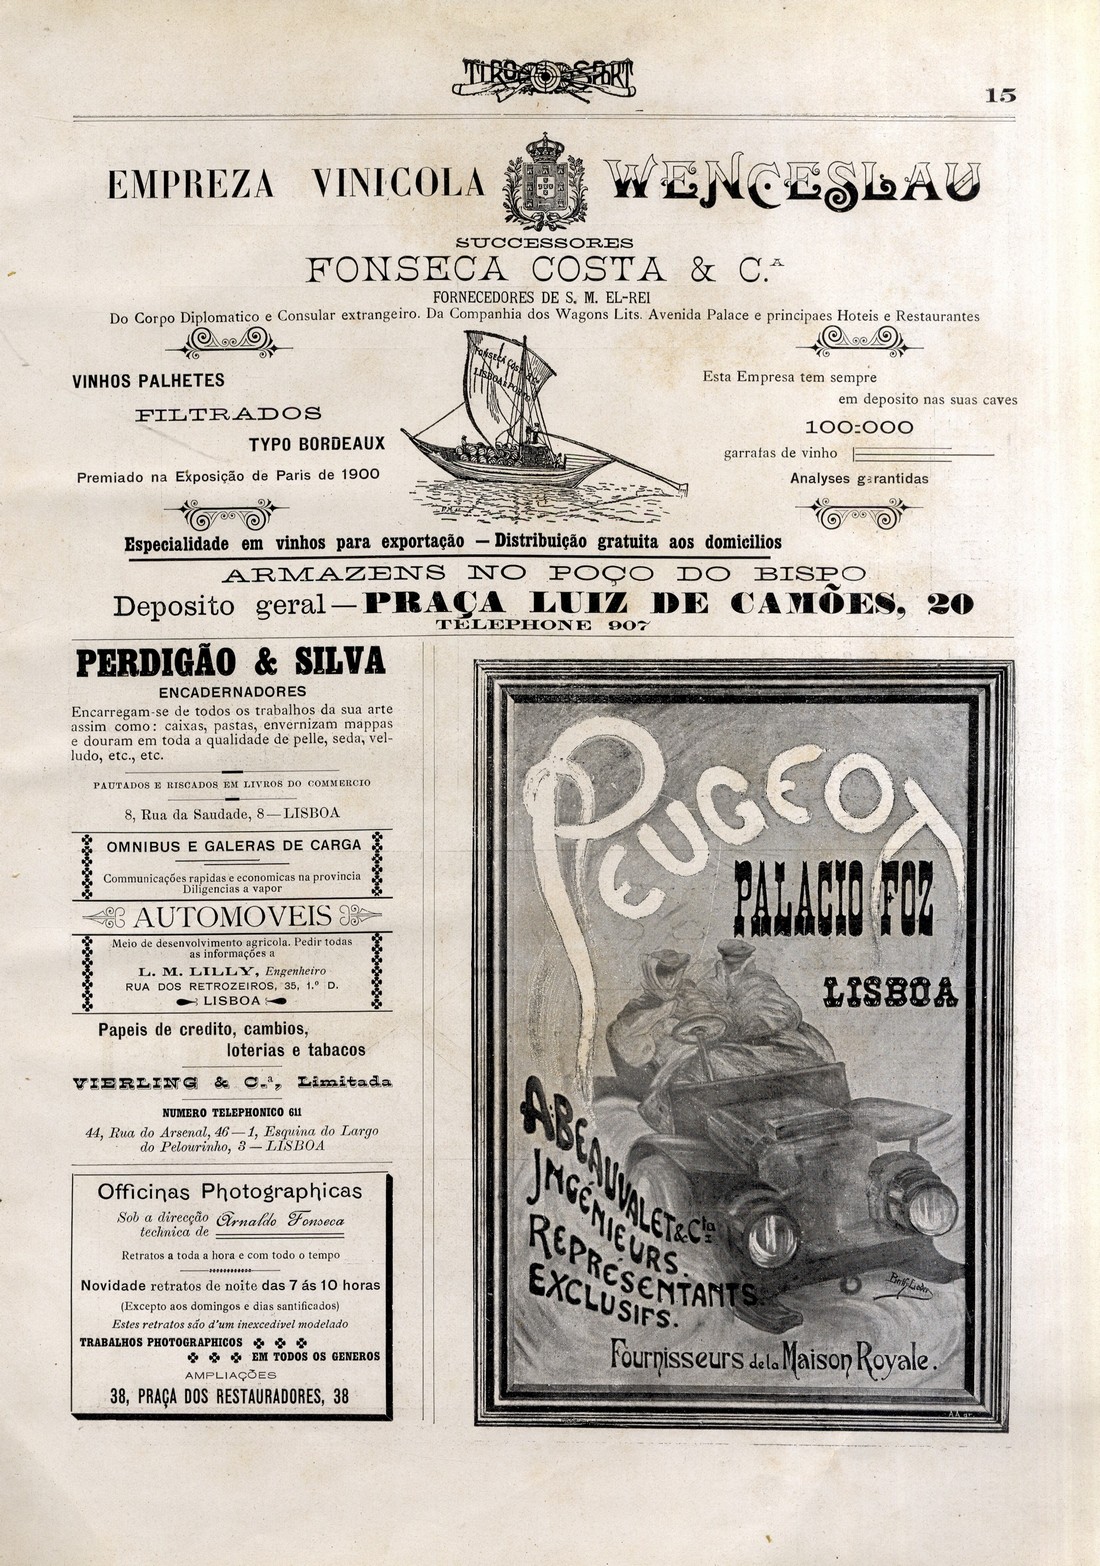 TIRO E SPORT
15
EMPREZA VINICOLA WENCESLAU
SUCCESSORES
FONSECA COSTA & C.A
FORNECEDORES DE S. M. EL-REI
Do Corpo Diplomatico e Consular extrangeiro. Da Companhia dos Wagons Lits. Avenida Palace e principaes Hoteis e Restaurantes
VINHOS PALHETES
FILTRADOS
TYPO BORDEAUX
Premiado na Exposição de Paris de 1900
FONSECA COSTA & C.A
LISBOA & PORTO
Esta Empresa tem sempre
em deposito nas suas caves
100:000
garrafas de vinho
Analyses garantidas
Especialidade em vinhos para exportação — Distribuição gratuita aos domicilios
ARMAZENS NO POÇO DO BISPO
Deposito geral — PRAÇA LUIZ DE CAMÕES, 20
TELEPHONE 907
PERDIGÃO & SILVA
ENCADERNADORES
Encarregam-se de todos os trabalhos da sua arte
assim como: caixas, pastas, envernizam mappas
e douram em toda a qualidade de pelle, seda, vel-
ludo, etc., etc.
PAUTADOS E RISCADOS EM LIVROS DO COMMERCIO
8, Rua da Saudade, 8 — LISBOA
OMNIBUS E GALERAS DE CARGA
Communicações rapidas e economicas na provincia
Diligencias a vapor
AUTOMOVEIS
Meio de desenvolvimento agricola. Pedir todas
as informações a
L. M. LILLY, Engenheiro
RUA DOS RETROZEIROS, 35, 1.º D.
LISBOA
Papeis de credito, cambios,
loterias e tabacos
VIERLING & C.ª, Limitada
NUMERO TELEPHONICO 611
44, Rua do Arsenal, 46 — 1, Esquina do Largo
do Pelourinho, 3 — LISBOA
Officinas Photographicas
Sob a direcção
technica de Arnaldo Fonseca
Retratos a toda a hora e com todo o tempo
Novidade retratos de noite das 7 ás 10 horas
(Excepto aos domingos e dias santificados)
Estes retratos são d'um inexcedivel modelado
TRABALHOS PHOTOGRAPHICOS
EM TODOS OS GENEROS
AMPLIAÇÕES
38, PRAÇA DOS RESTAURADORES, 38
PEUGEOT
PALACIO FOZ
LISBOA
A. BEAUVALET & Cia
INGÉNIEURS.
REPRÉSENTANTS
EXCLUSIFS.
Fournisseurs de la Maison Royale.